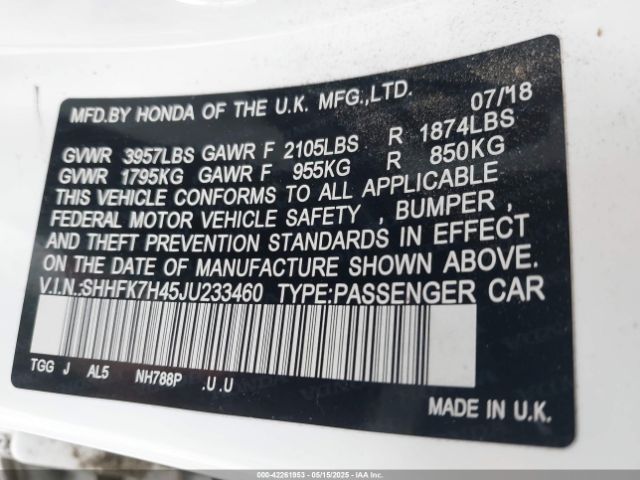 MFD.BY HONDA OF THE U.K. MFG.,LTD. 07/18
GVWR 3957LBS GAWR F 2105LBS R 1874LBS
GVWR 1795KG GAWR F 955KG R 850KG
THIS VEHICLE CONFORMS TO ALL APPLICABLE
FEDERAL MOTOR VEHICLE SAFETY , BUMPER ,
AND THEFT PREVENTION STANDARDS IN EFFECT
ON THE DATE OF MANUFACTURE SHOWN ABOVE.
V.I.N.:SHHFK7H45JU233460 TYPE:PASSENGER CAR
TGG J AL5 NH788P .U .U
MADE IN U.K.
000-42261953 - 05/15/2025 - IAA Inc.